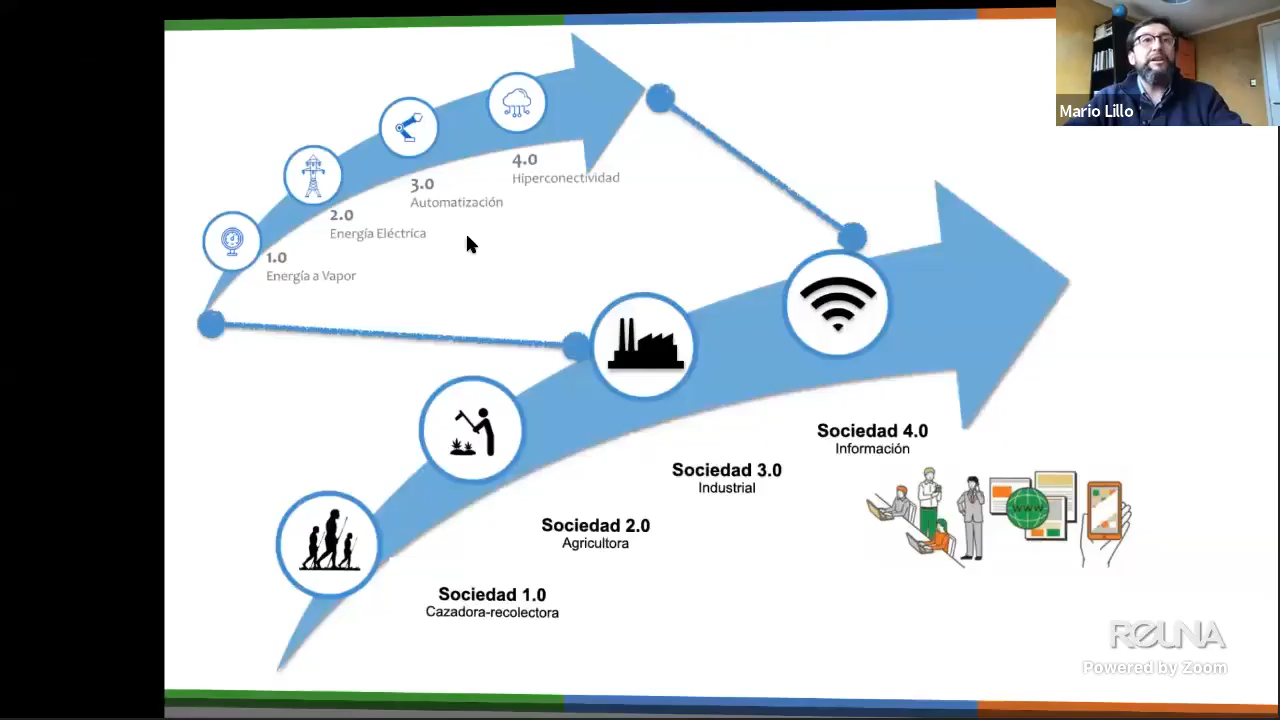 Mario Lillo
4.0
Hiperconectividad
3.0
Automatización
2.0
Energía Eléctrica
1.0
Energía a Vapor
Sociedad 4.0
Información
Sociedad 3.0
Industrial
Sociedad 2.0
Agricultora
Sociedad 1.0
Cazadora-recolectora
WWW
REUNA
Powered by Zoom